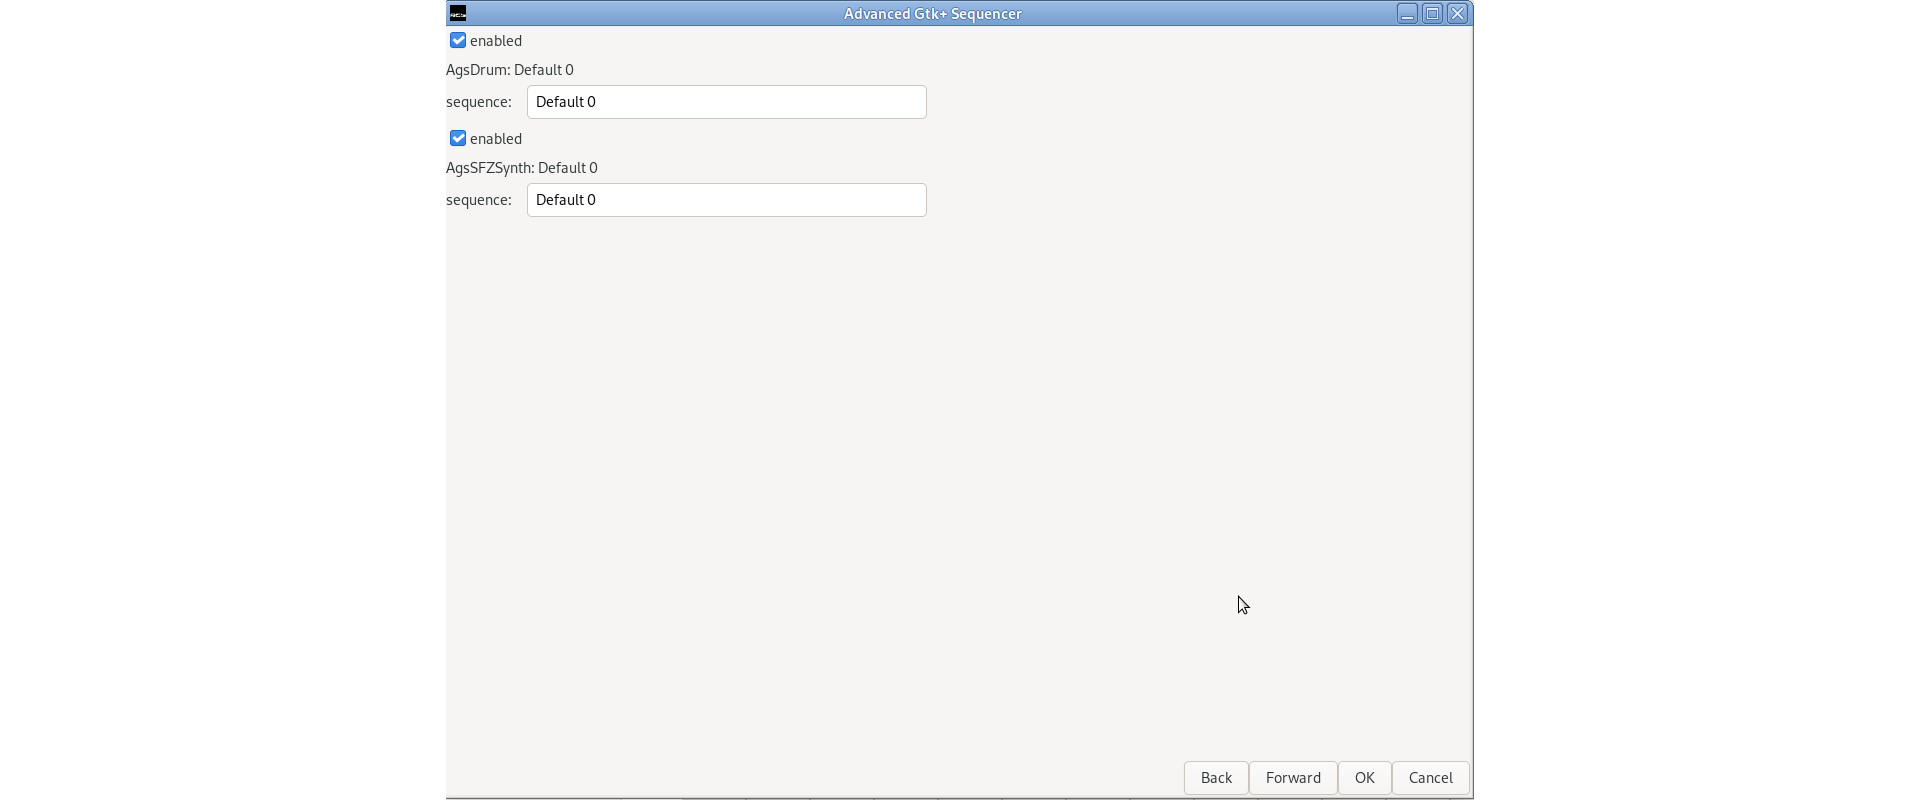 Advanced Gtk+ Sequencer
enabled
AgsDrum: Default 0
sequence: Default 0
enabled
AgsSFZSynth: Default 0
sequence: Default 0
Back Forward OK Cancel